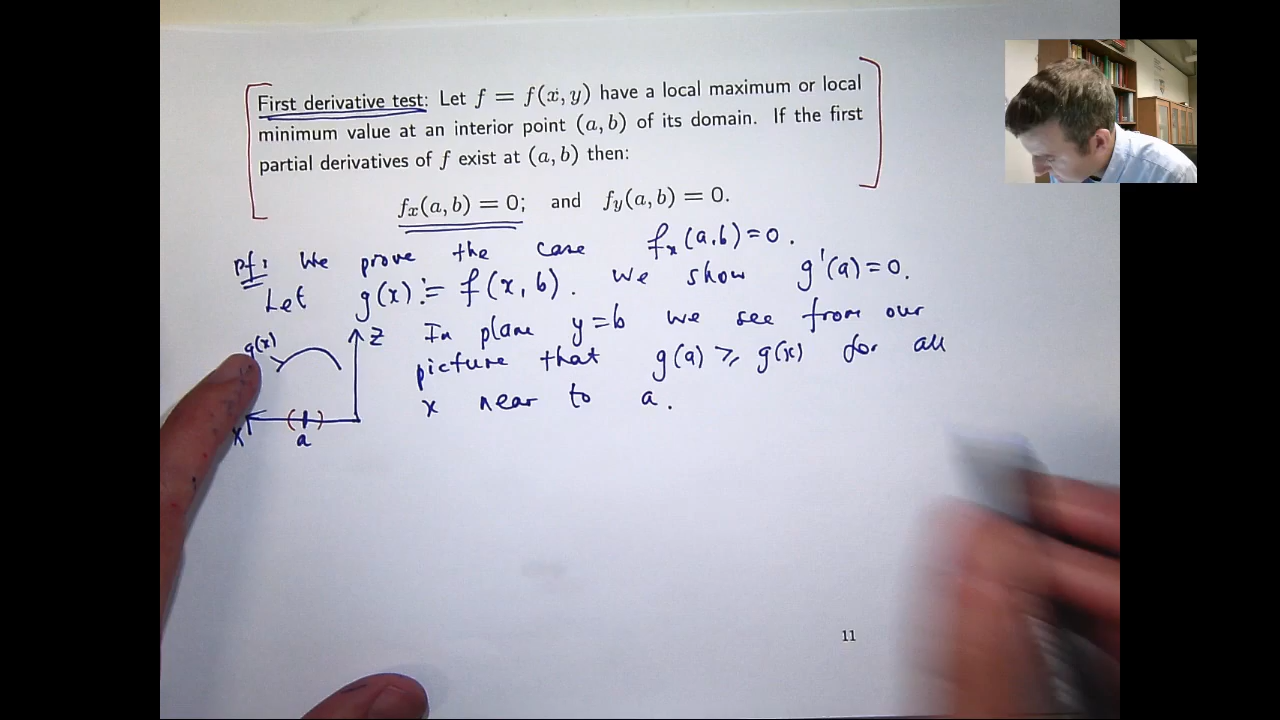 First derivative test: Let f = f(x, y) have a local maximum or local
minimum value at an interior point (a, b) of its domain. If the first
partial derivatives of f exist at (a, b) then:
fx(a, b) = 0; and fy(a, b) = 0.
pf: We prove the case fx(a,b)=0.
Let g(x) := f(x, b). We show g'(a)=0.
In plane y=b we see from our
picture that g(a) ⩾ g(x) for all
x near to a.
g(x)
z
x
a
11